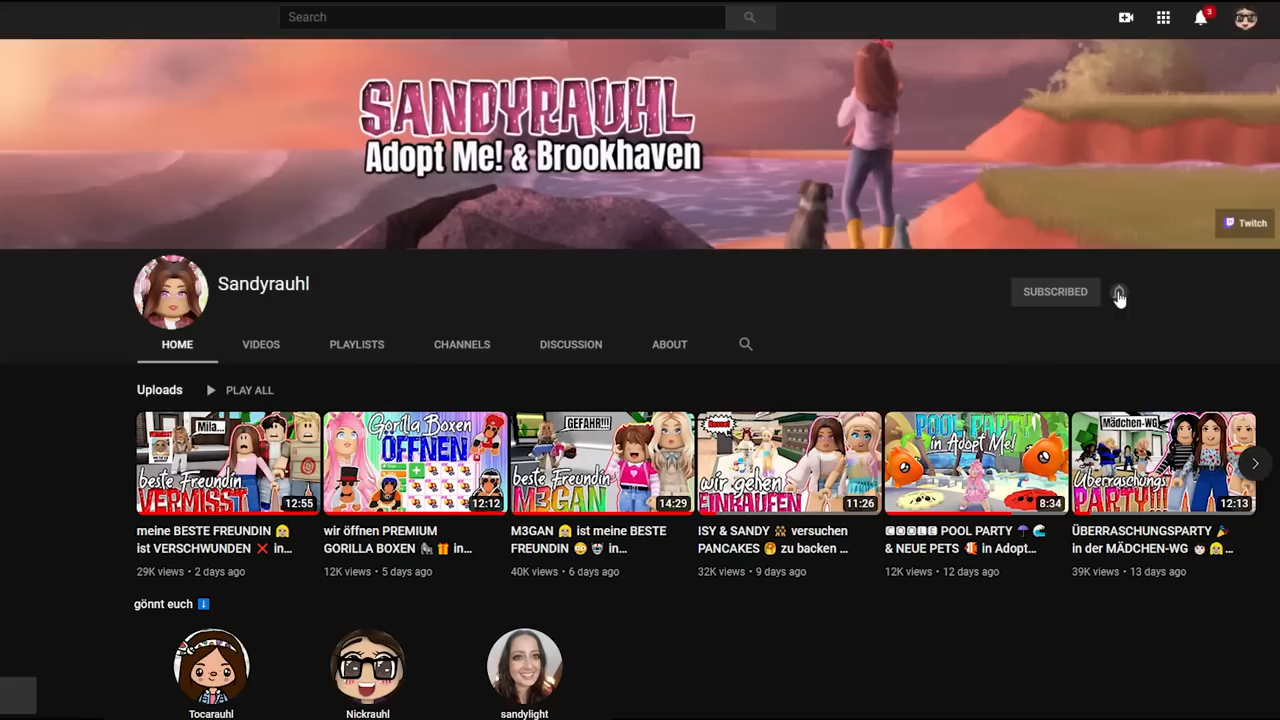 Search
3
SANDYRAUHL
Adopt Me! & Brookhaven
Twitch
Sandyrauhl
SUBSCRIBED
HOME VIDEOS PLAYLISTS CHANNELS DISCUSSION ABOUT
Uploads PLAY ALL
Mila...
beste Freundin
VERMISST
12:55
Gorilla Boxen
ÖFFNEN
12:12
GEFAHR!!!
beste Freundin
M3GAN
14:29
wir gehen
EINKAUFEN
11:26
POOL PARTY
in Adopt Me!
8:34
Mädchen-WG
Überraschungs
PARTY!!!
12:13
meine BESTE FREUNDIN 🙀
ist VERSCHWUNDEN ❌ in...
29K views • 2 days ago
wir öffnen PREMIUM
GORILLA BOXEN 🦍 🎁 in...
12K views • 5 days ago
M3GAN 🙀 ist meine BESTE
FREUNDIN 😳 🤖 in...
40K views • 6 days ago
ISY & SANDY 👯 versuchen
PANCAKES 🥞 zu backen ...
32K views • 9 days ago
🅲🅾🅾🅻🅴 POOL PARTY ☂️ 🌊
& NEUE PETS 🐠 in Adopt...
12K views • 12 days ago
ÜBERRASCHUNGSPARTY 🎉
in der MÄDCHEN-WG 👧🏻 👱‍♀️...
39K views • 13 days ago
gönnt euch ⬇️
Tocarauhl
Nickrauhl
sandylight